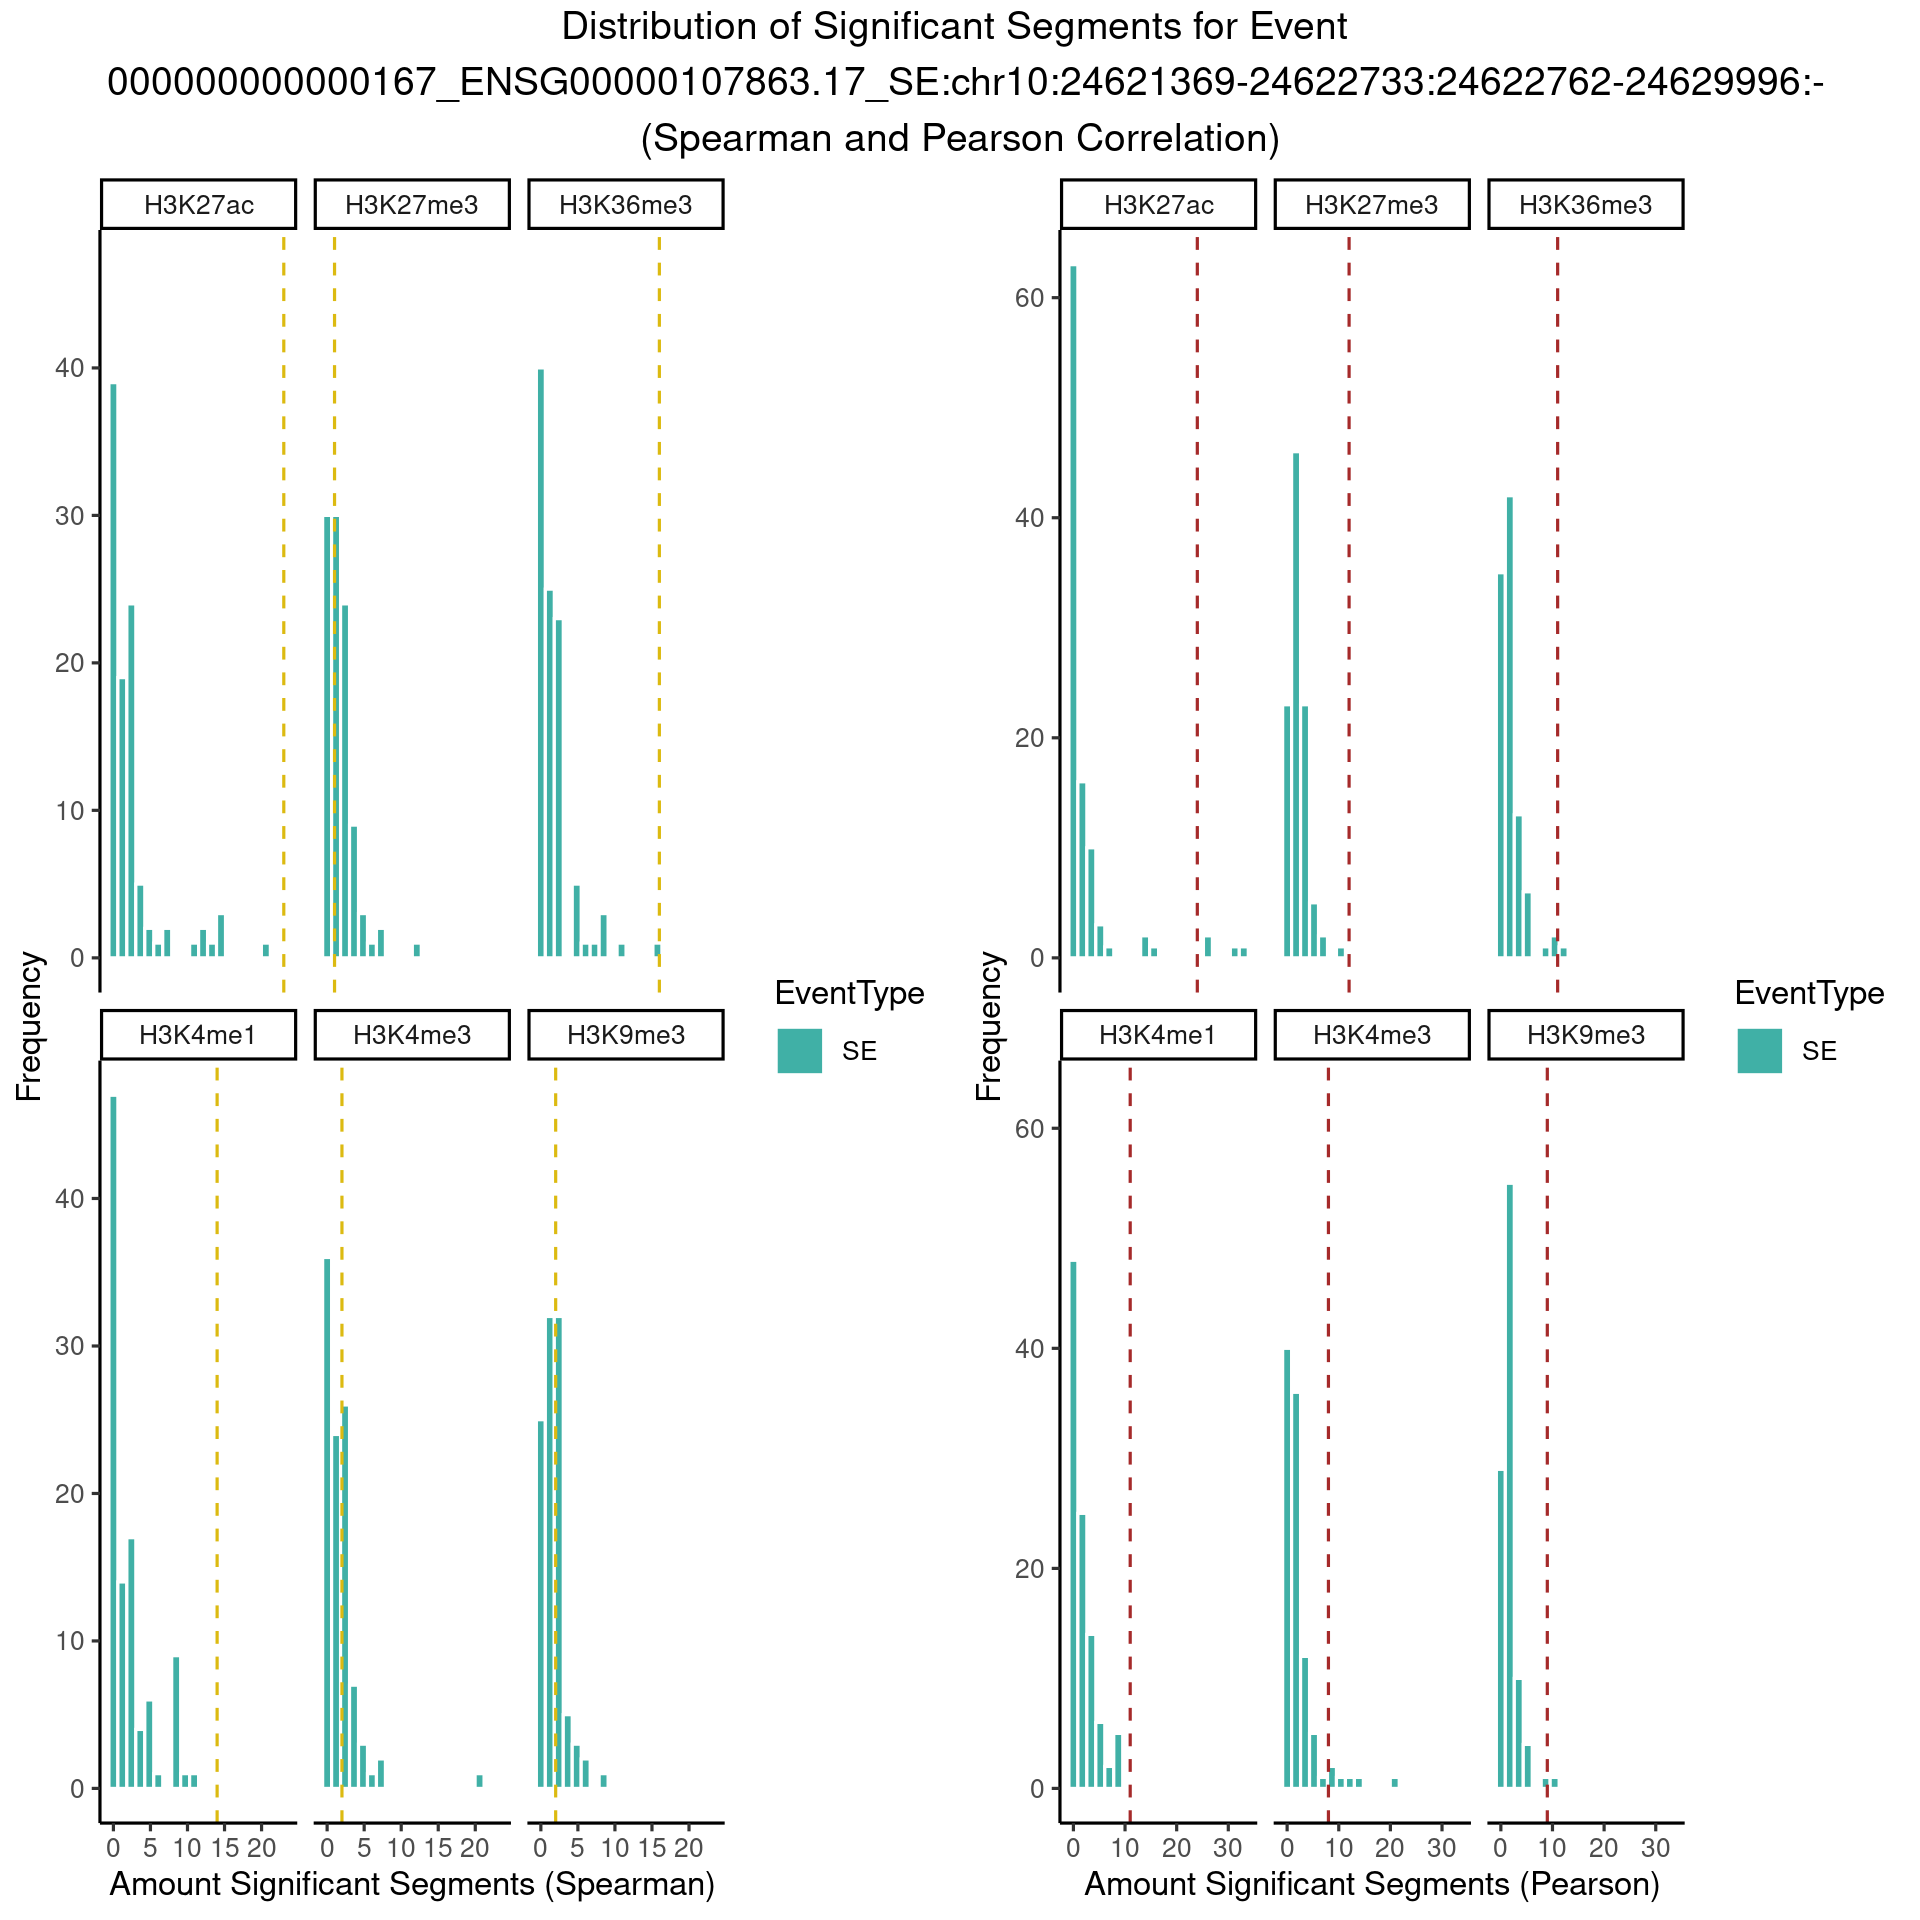 Distribution of Significant Segments for Event
000000000000167_ENSG00000107863.17_SE:chr10:24621369-24622733:24622762-24629996:-
(Spearman and Pearson Correlation)
H3K27ac H3K27me3 H3K36me3
40
30
20
10
0
H3K4me1 H3K4me3 H3K9me3
40
30
20
10
0
0 5 10 15 20 0 5 10 15 20 0 5 10 15 20
Frequency
Amount Significant Segments (Spearman)
EventType
SE
H3K27ac H3K27me3 H3K36me3
60
40
20
0
H3K4me1 H3K4me3 H3K9me3
60
40
20
0
0 10 20 30 0 10 20 30 0 10 20 30
Frequency
Amount Significant Segments (Pearson)
EventType
SE